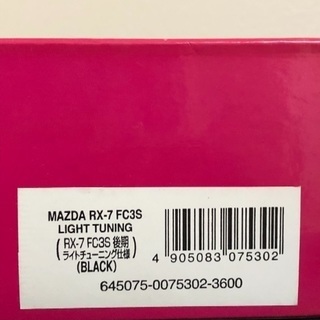 MAZDA RX-7 FC3S
LIGHT TUNING
(RX-7 FC3S 後期
ライトチューニング仕様)
(BLACK)
4 905083 075302
645075-0075302-3600